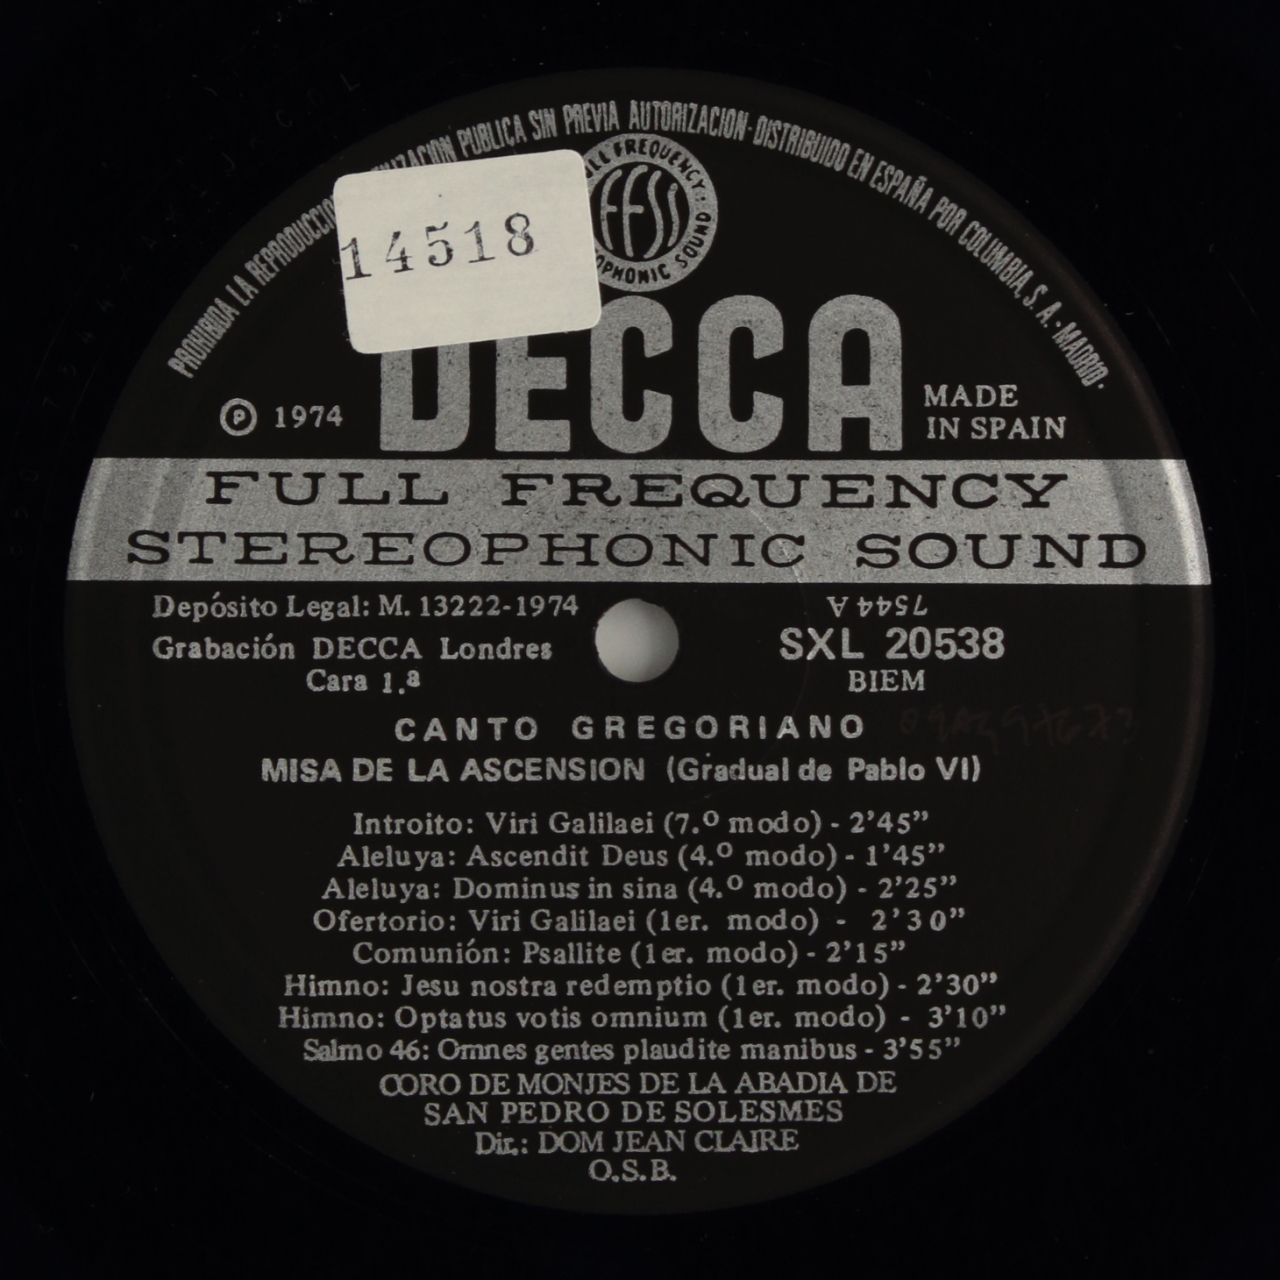 PROHIBIDA LA REPRODUCCIO PUBLICA SIN PREVIA AUTORIZACION - DISTRIBUIDO EN ESPAÑA POR COLUMBIA, S. A. - MADRID -
FREQUENCY · SOUND
FFSS
14518
DECCA
Ⓟ 1974
MADE
IN SPAIN
FULL FREQUENCY
STEREOPHONIC SOUND
Depósito Legal: M. 13222-1974
7544 A
Grabación DECCA Londres
SXL 20538
Cara 1.ª
BIEM
CANTO GREGORIANO
MISA DE LA ASCENSION (Gradual de Pablo VI)
Introito: Viri Galilaei (7.º modo) - 2'45”
Aleluya: Ascendit Deus (4.º modo) - 1'45”
Aleluya: Dominus in sina (4.º modo) - 2'25”
Ofertorio: Viri Galilaei (1er. modo) - 2'30”
Comunión: Psallite (1er. modo) - 2'15”
Himno: Jesu nostra redemptio (1er. modo) - 2'30”
Himno: Optatus votis omnium (1er. modo) - 3'10”
Salmo 46: Omnes gentes plaudite manibus - 3'55”
CORO DE MONJES DE LA ABADIA DE
SAN PEDRO DE SOLESMES
Dir.: DOM JEAN CLAIRE
O.S.B.